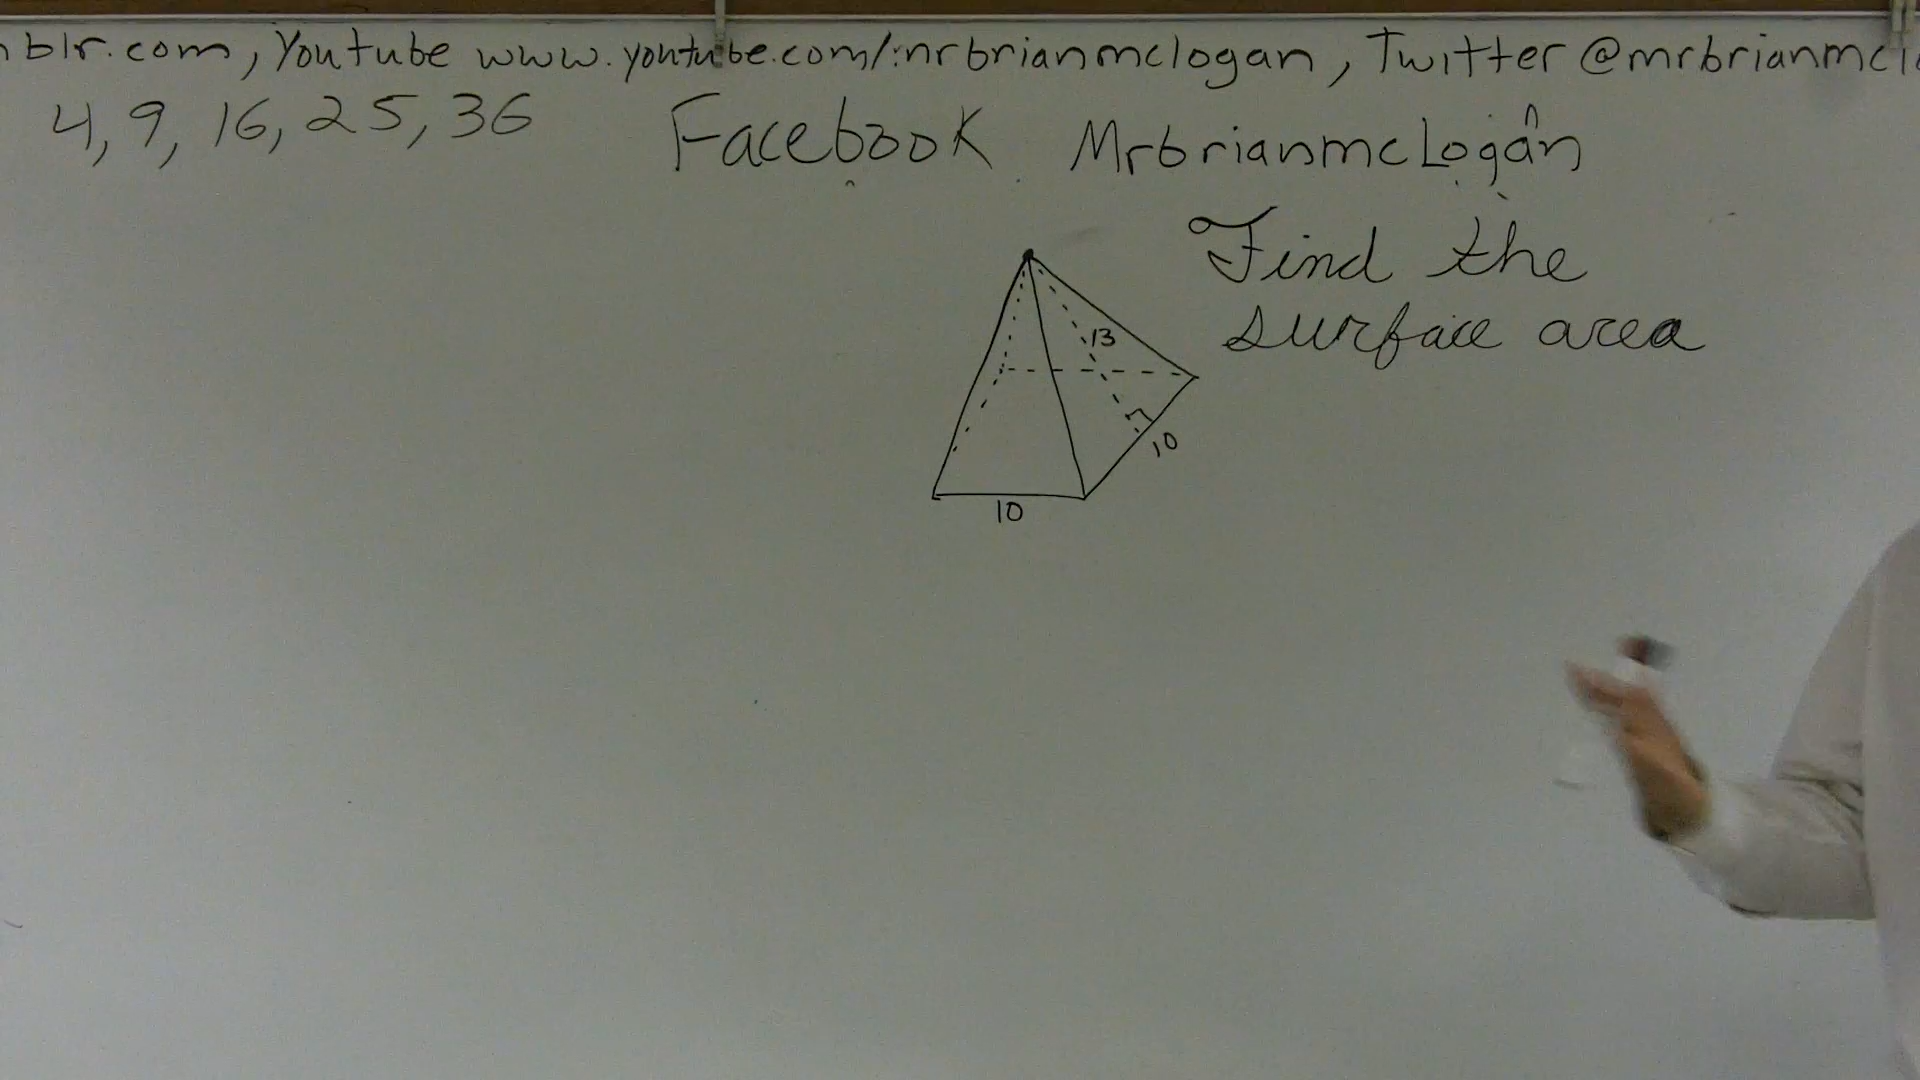 blr.com, Youtube www.youtube.com/mrbrianmclogan, Twitter @mrbrianmcl
4, 9, 16, 25, 36 Facebook MrbrianmcLogan
Find the
surface area
13
10
10